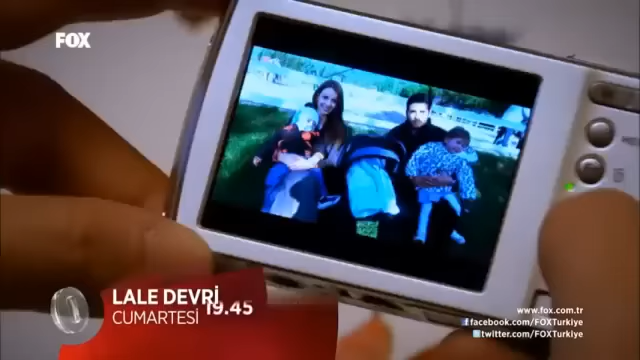 FOX
LALE DEVRİ
19.45
CUMARTESİ
www.fox.com.tr
facebook.com/FOXTurkiye
twitter.com/FOXTurkiye